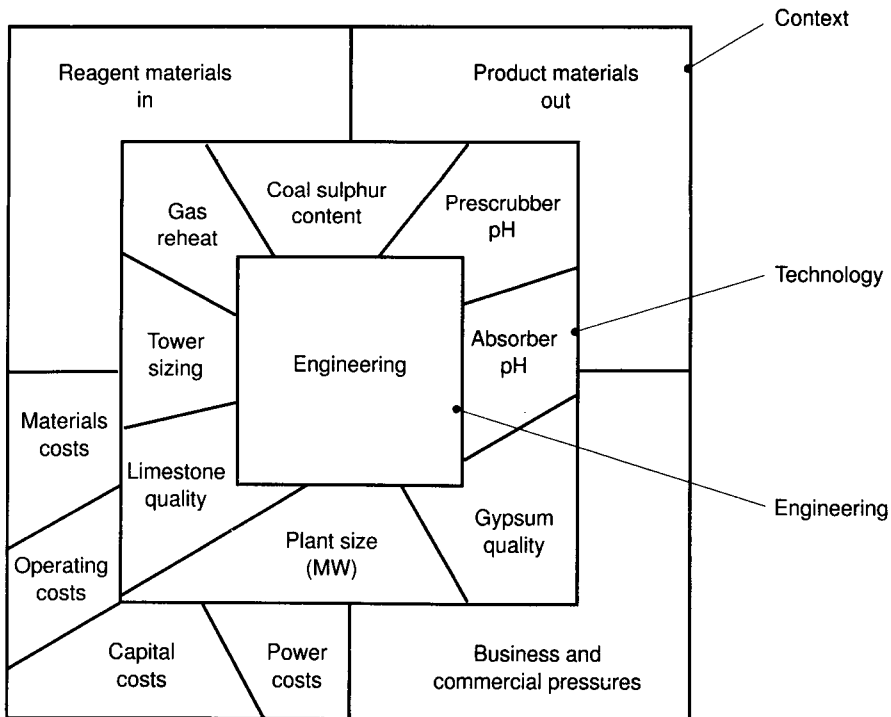 Context
Reagent materials
in
Product materials
out
Coal sulphur
content
Gas
reheat
Prescrubber
pH
Technology
Tower
sizing
Engineering
Absorber
pH
Materials
costs
Limestone
quality
Engineering
Gypsum
quality
Plant size
(MW)
Operating
costs
Capital
costs
Power
costs
Business and
commercial pressures